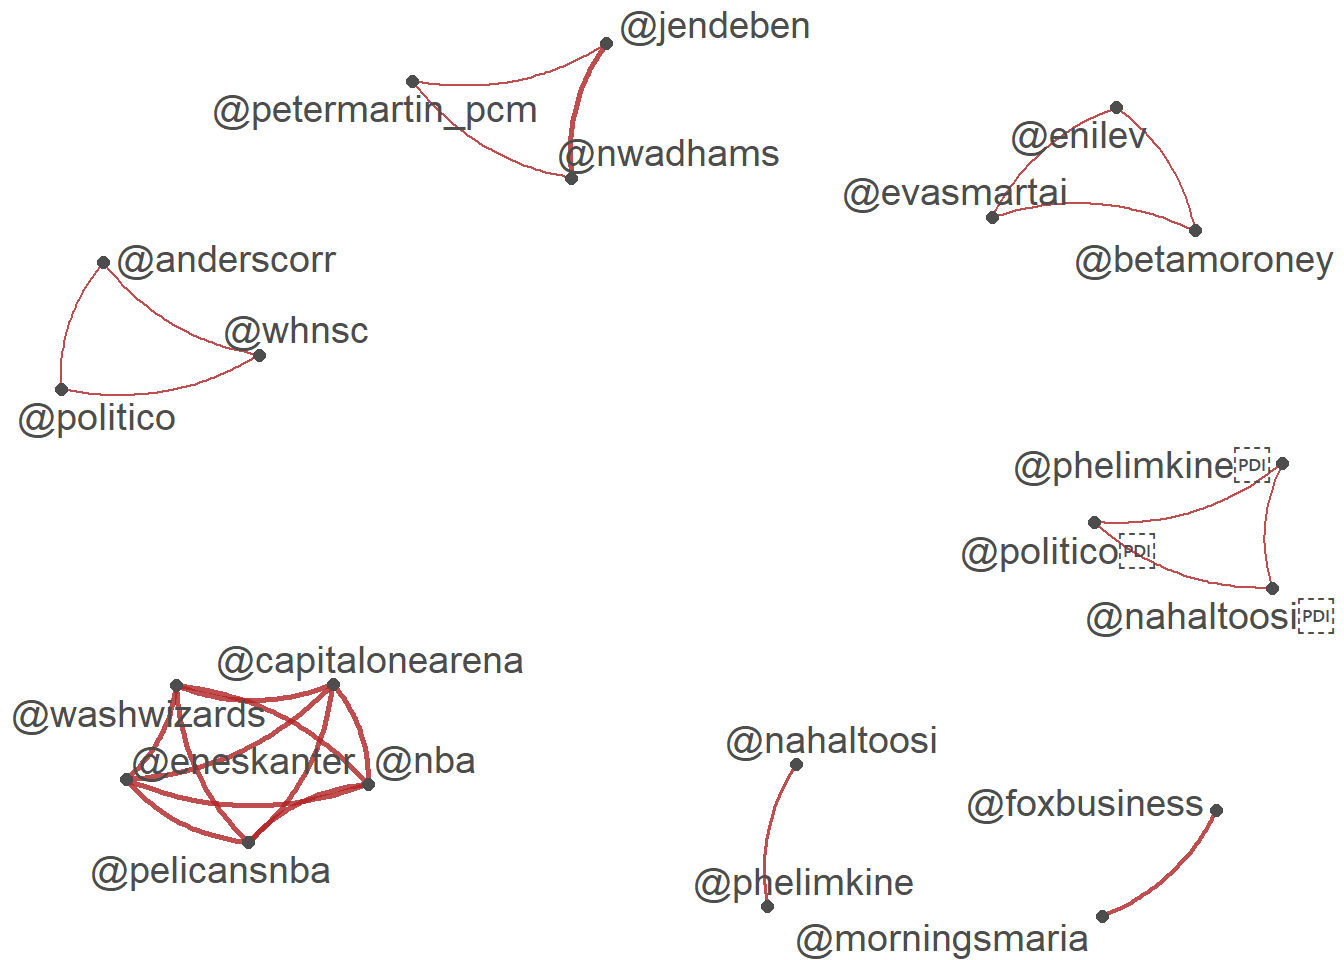 @jendeben
@petermartin_pcm
@nwadhams
@enilev
@evasmartai
@betamoroney
@anderscorr
@whnsc
@politico
@phelimkinePDI
@politicoPDI
@nahaltoosiPDI
@capitalonearena
@washwizards
@eneskanter
@nba
@pelicansnba
@nahaltoosi
@phelimkine
@foxbusiness
@morningsmaria